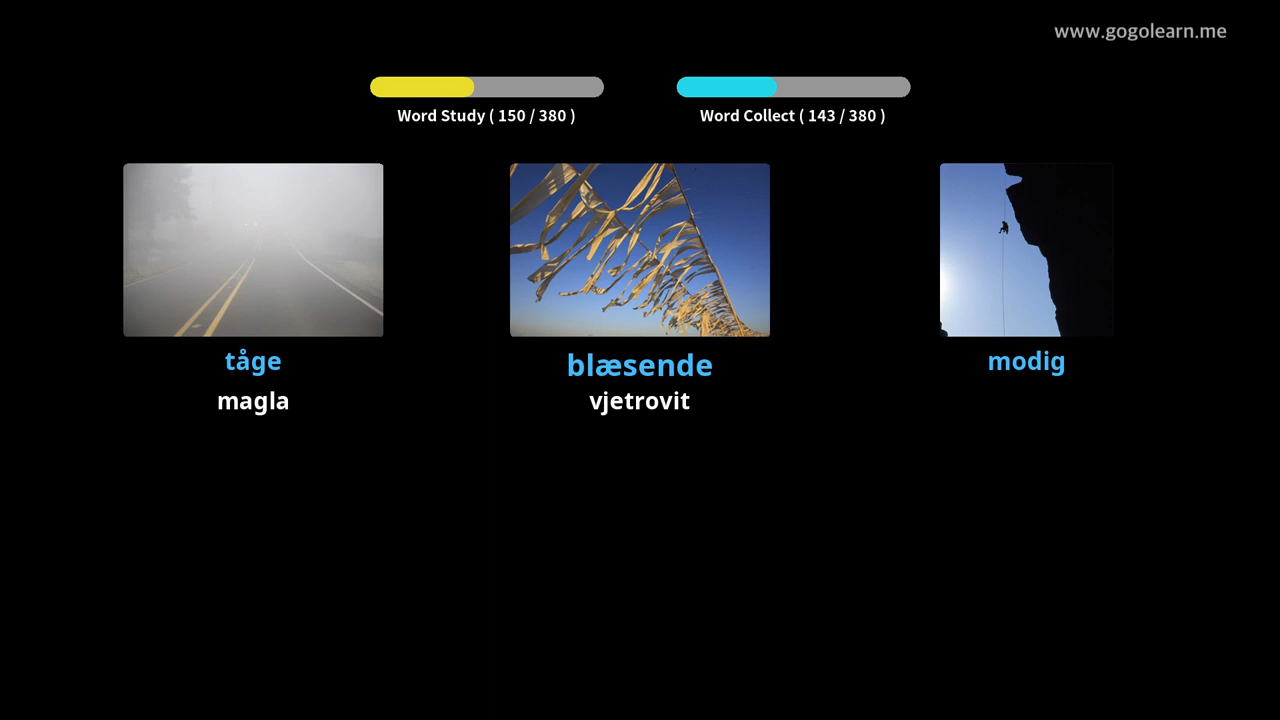 www.gogolearn.me
Word Study ( 150 / 380 )
Word Collect ( 143 / 380 )
tåge
blæsende
modig
magla
vjetrovit